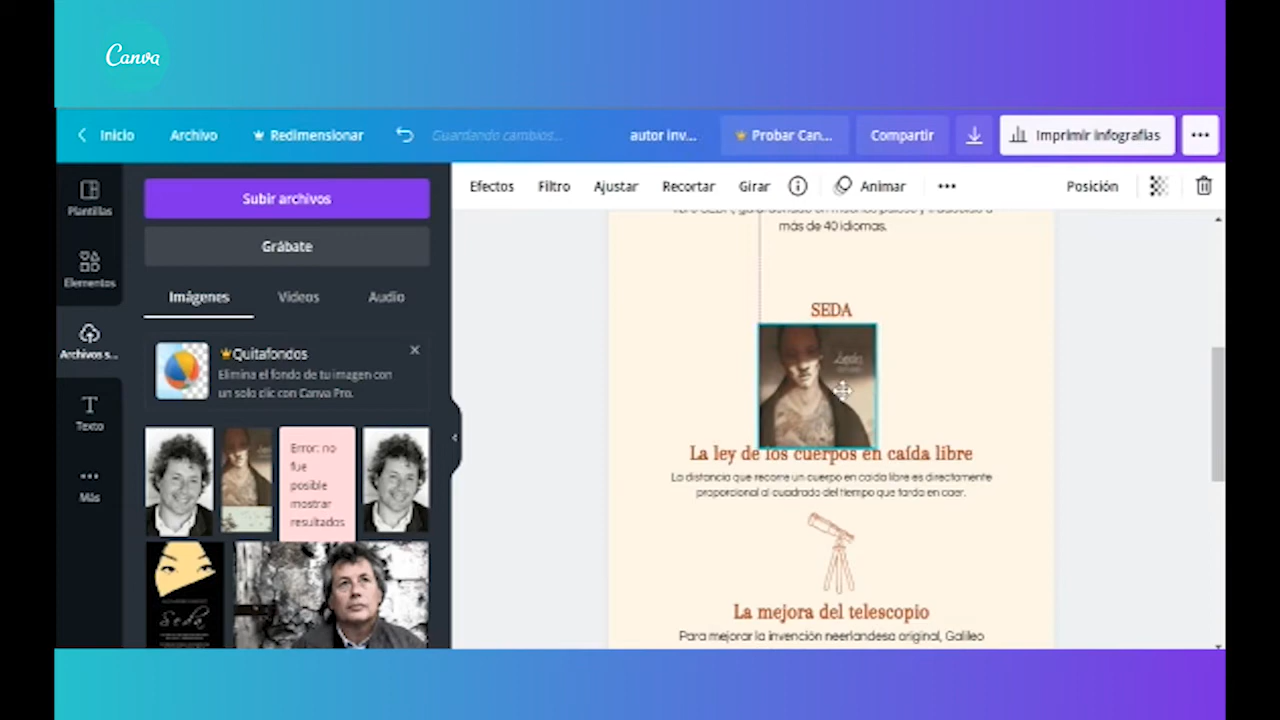 Canva
Inicio
Archivo
Redimensionar
Guardando cambios...
autor inv...
Probar Can...
Compartir
Imprimir infografías
Plantillas
Elementos
Archivos s...
Texto
Más
Subir archivos
Grábate
Imágenes
Videos
Audio
Quitafondos
Elimina el fondo de tu imagen con
un solo clic con Canva Pro.
Error: no
fue
posible
mostrar
resultados
Seda
Efectos
Filtro
Ajustar
Recortar
Girar
Animar
Posición
más de 40 idiomas.
SEDA
Seda
La ley de los cuerpos en caída libre
La distancia que recorre un cuerpo en caída libre es directamente
proporcional al cuadrado del tiempo que tarda en caer.
La mejora del telescopio
Para mejorar la invención neerlandesa original, Galileo